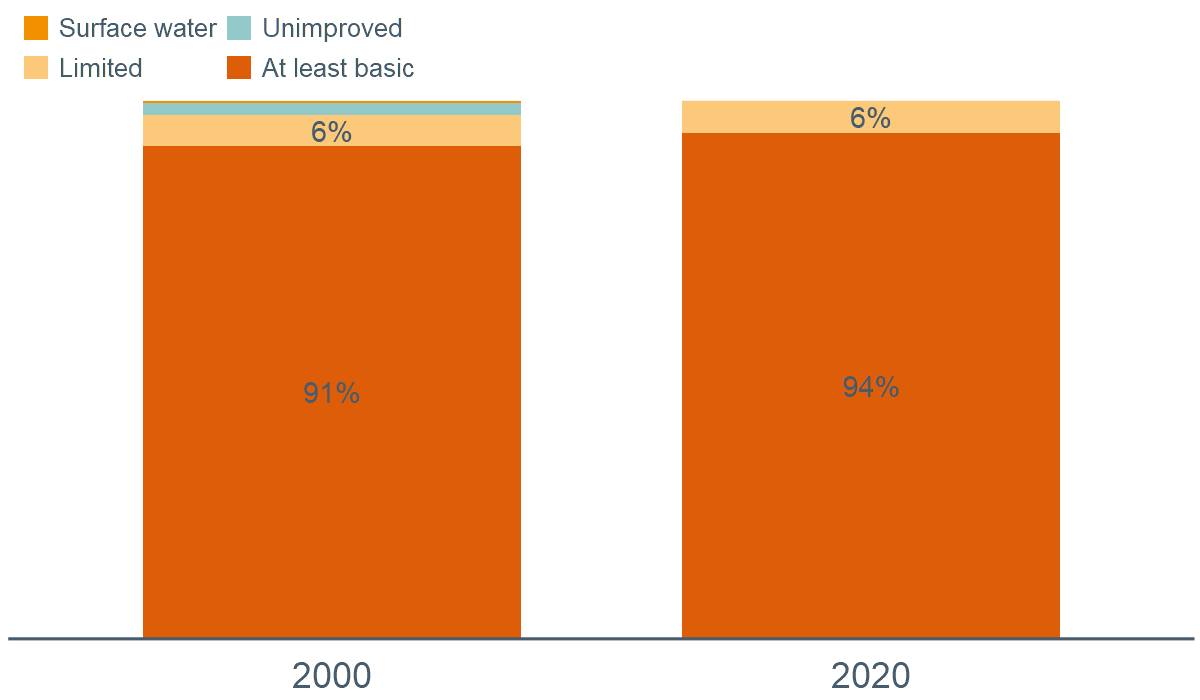 Surface water Unimproved
Limited At least basic
6% 6%
91% 94%
2000 2020